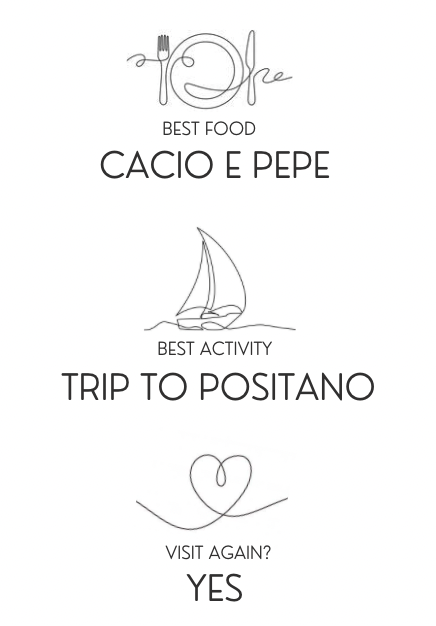 BEST FOOD
CACIO E PEPE
BEST ACTIVITY
TRIP TO POSITANO
VISIT AGAIN?
YES